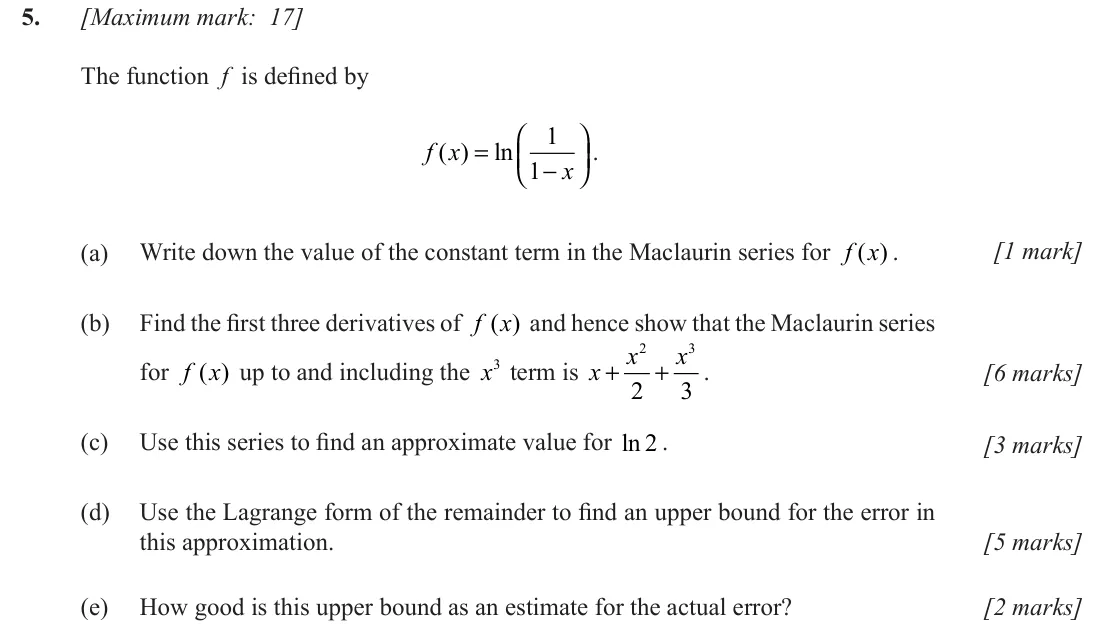 5. [Maximum mark: 17]
The function f is defined by
f(x) = ln(1/(1−x)).
(a) Write down the value of the constant term in the Maclaurin series for f(x). [1 mark]
(b) Find the first three derivatives of f(x) and hence show that the Maclaurin series
for f(x) up to and including the x³ term is x + x²/2 + x³/3. [6 marks]
(c) Use this series to find an approximate value for ln 2. [3 marks]
(d) Use the Lagrange form of the remainder to find an upper bound for the error in
this approximation. [5 marks]
(e) How good is this upper bound as an estimate for the actual error? [2 marks]